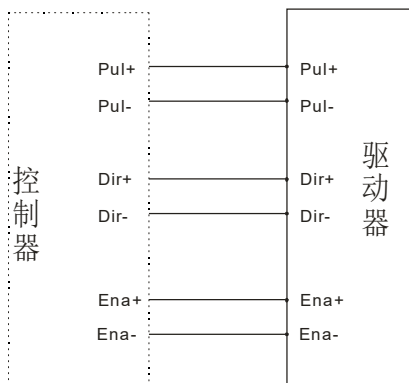 控制器
Pul+
Pul-
Dir+
Dir-
Ena+
Ena-
Pul+
Pul-
Dir+
Dir-
Ena+
Ena-
驱动器